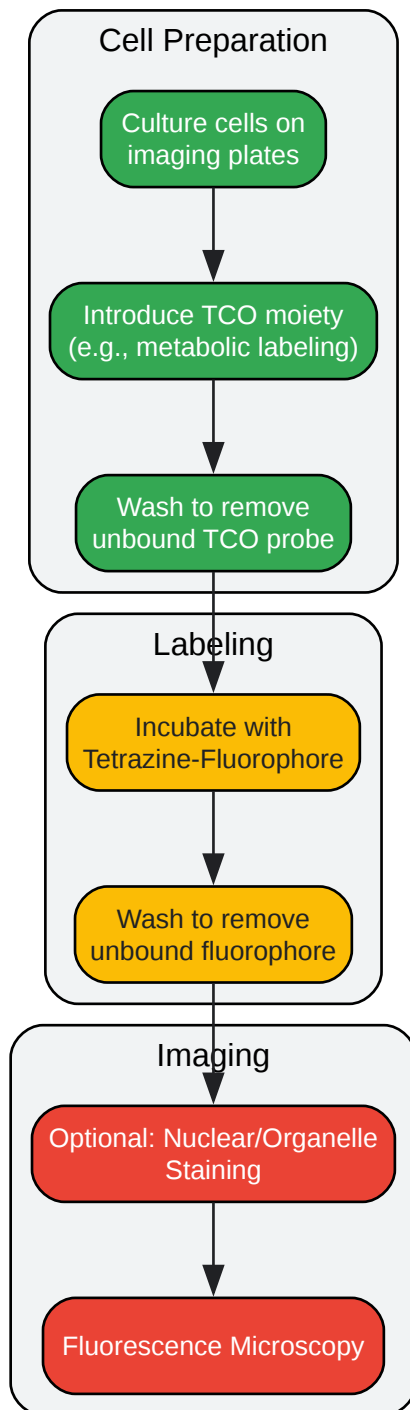 Cell Preparation
Culture cells on
imaging plates
Introduce TCO moiety
(e.g., metabolic labeling)
Wash to remove
unbound TCO probe
Labeling
Incubate with
Tetrazine-Fluorophore
Wash to remove
unbound fluorophore
Imaging
Optional: Nuclear/Organelle
Staining
Fluorescence Microscopy